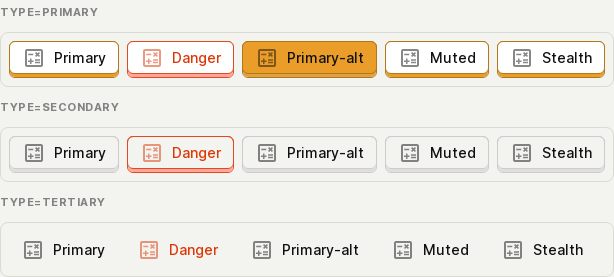 TYPE=PRIMARY
Primary Danger Primary-alt Muted Stealth
TYPE=SECONDARY
Primary Danger Primary-alt Muted Stealth
TYPE=TERTIARY
Primary Danger Primary-alt Muted Stealth